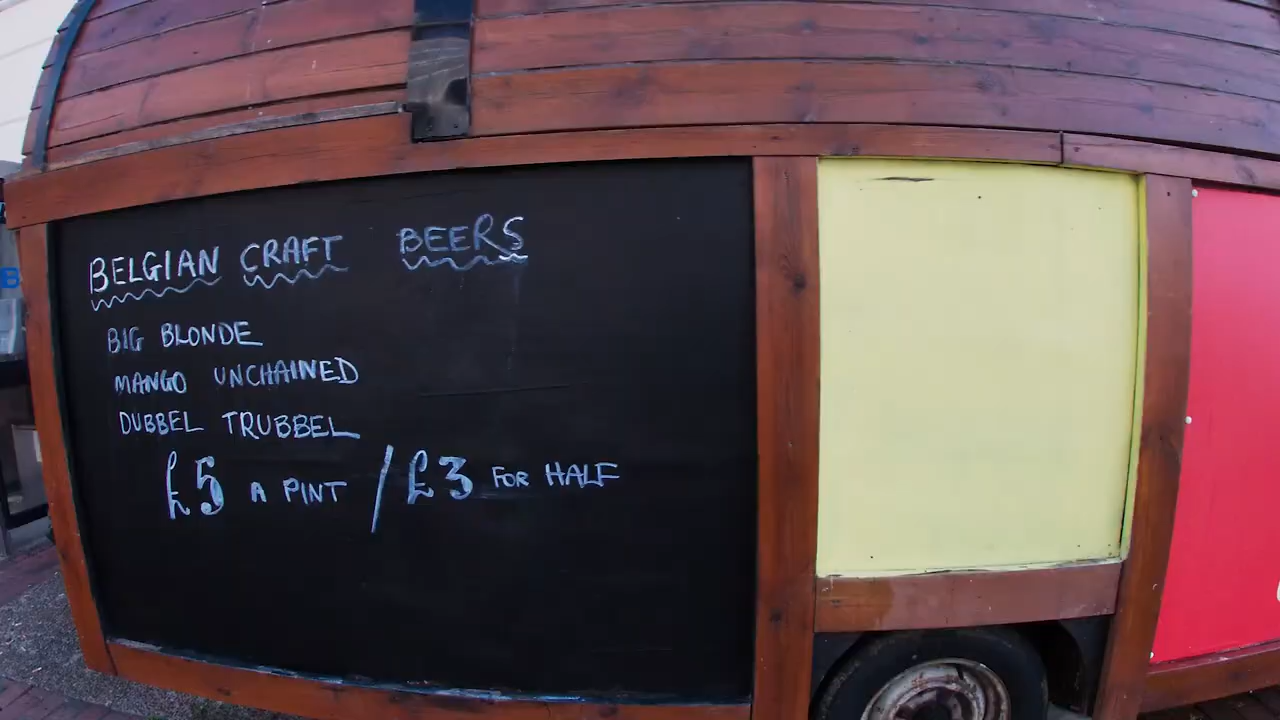 BELGIAN CRAFT BEERS
BIG BLONDE
MANGO UNCHAINED
DUBBEL TRUBBEL
£5 A PINT / £3 FOR HALF
B